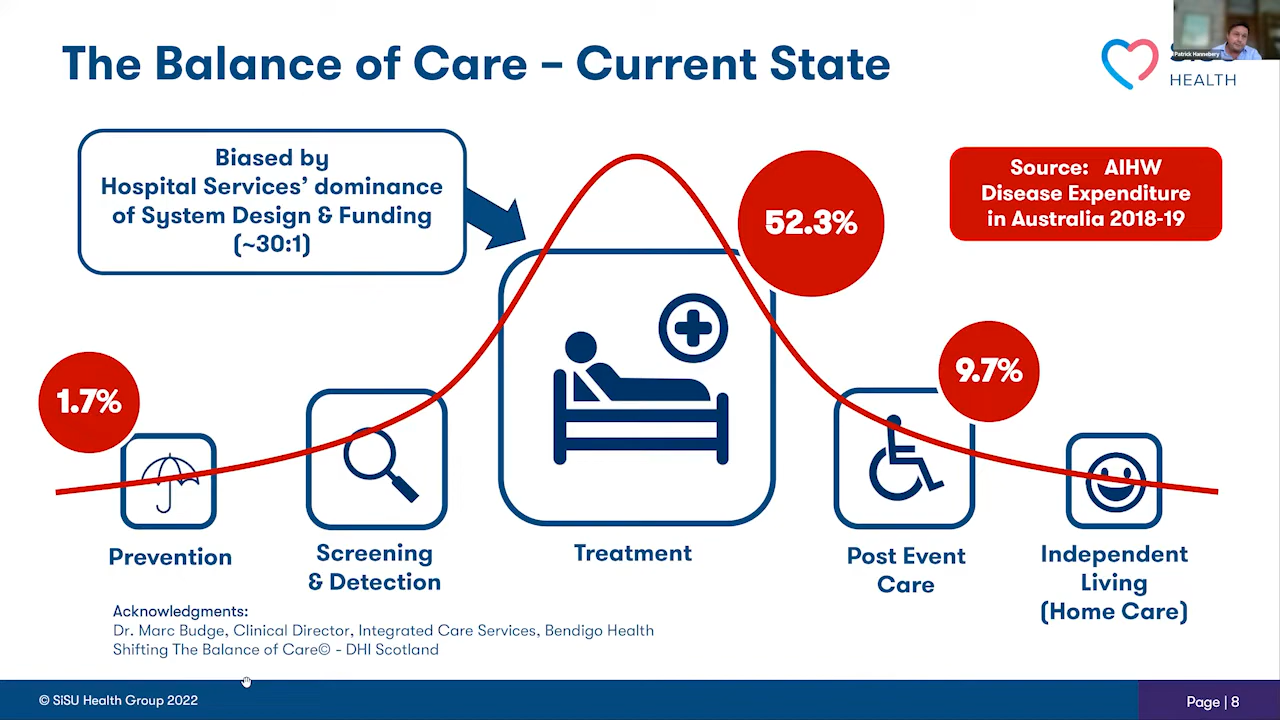 The Balance of Care – Current State
Patrick Hannebery
HEALTH
Biased by
Hospital Services' dominance
of System Design & Funding
(~30:1)
52.3%
Source: AIHW
Disease Expenditure
in Australia 2018-19
1.7%
9.7%
Prevention
Screening
& Detection
Treatment
Post Event
Care
Independent
Living
(Home Care)
Acknowledgments:
Dr. Marc Budge, Clinical Director, Integrated Care Services, Bendigo Health
Shifting The Balance of Care© - DHI Scotland
© SiSU Health Group 2022
Page | 8